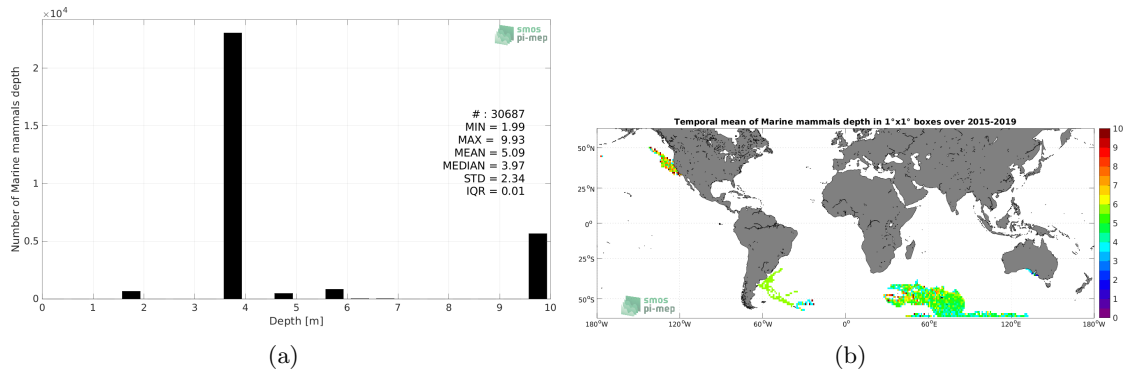 ×10⁴
smos
pi-mep
2
1.5
1
0.5
0
Number of Marine mammals depth
# : 30687
MIN = 1.99
MAX = 9.93
MEAN = 5.09
MEDIAN = 3.97
STD = 2.34
IQR = 0.01
0 1 2 3 4 5 6 7 8 9 10
Depth [m]
(a)
Temporal mean of Marine mammals depth in 1°x1° boxes over 2015-2019
50°N
25°N
0°
25°S
50°S
smos
pi-mep
180°W 120°W 60°W 0° 60°E 120°E 180°W
10
9
8
7
6
5
4
3
2
1
0
(b)